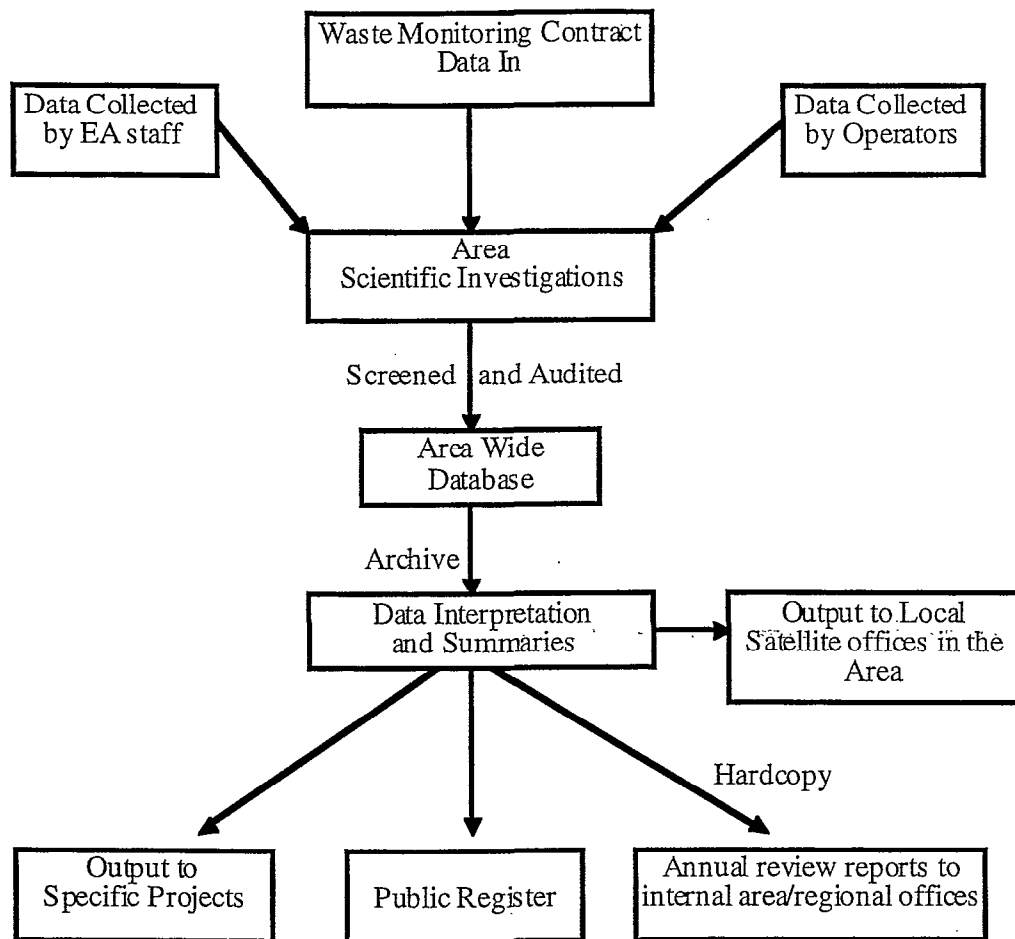 Waste Monitoring Contract
Data In
Data Collected
by EA staff
Data Collected
by Operators
Area
Scientific Investigations
Screened and Audited
Area Wide
Database
Archive
Data Interpretation
and Summaries
Output to Local
Satellite offices in the
Area
Hardcopy
Output to
Specific Projects
Public Register
Annual review reports to
internal area/regional offices